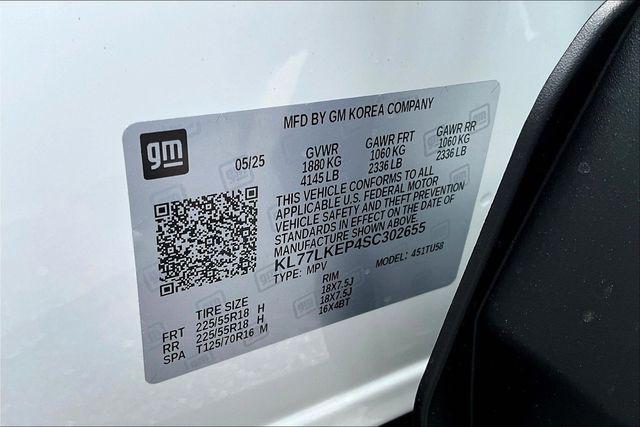 MFD BY GM KOREA COMPANY
gm
05/25
GVWR
1880 KG
4145 LB
GAWR FRT
1060 KG
2336 LB
GAWR RR
1060 KG
2336 LB
THIS VEHICLE CONFORMS TO ALL
APPLICABLE U.S. FEDERAL MOTOR
VEHICLE SAFETY AND THEFT PREVENTION
STANDARDS IN EFFECT ON THE DATE OF
MANUFACTURE SHOWN ABOVE.
KL77LKEP4SC302655
TYPE: MPV MODEL: 451TU58
TIRE SIZE RIM
FRT 225/55R18 H 18X7.5J
RR 225/55R18 H 18X7.5J
SPA T125/70R16 M 16X4BT